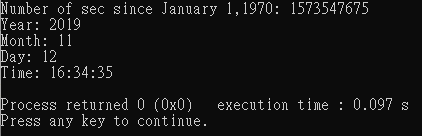 Number of sec since January 1,1970: 1573547675
Year: 2019
Month: 11
Day: 12
Time: 16:34:35
Process returned 0 (0x0)   execution time : 0.097 s
Press any key to continue.